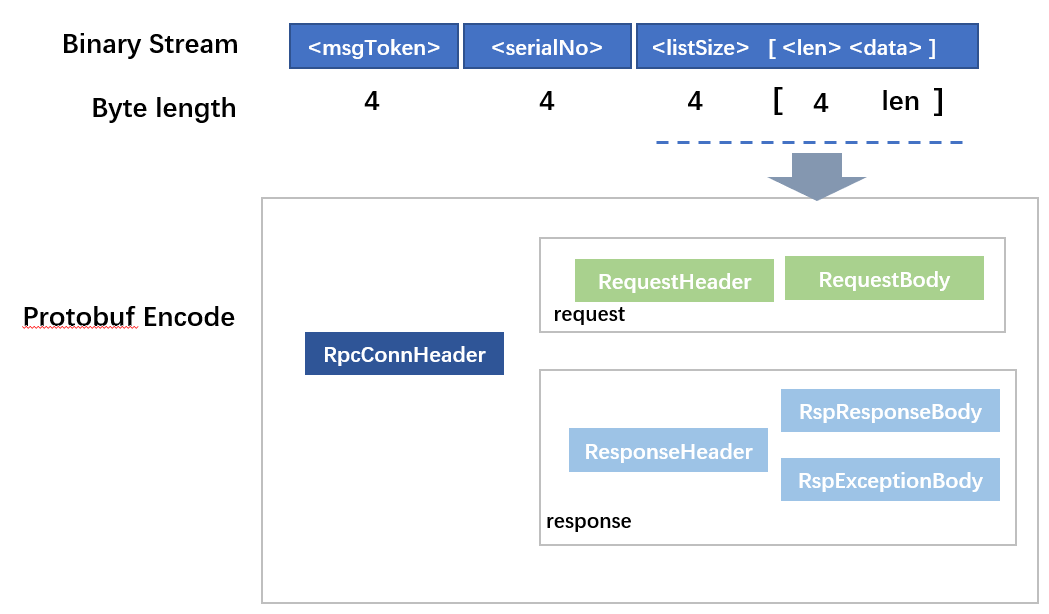 Binary Stream <msgToken> <serialNo> <listSize> [ <len> <data> ]
Byte length 4 4 4 [ 4 len ]
RequestHeader RequestBody
request
Protobuf Encode
RpcConnHeader
RspResponseBody
ResponseHeader
RspExceptionBody
response